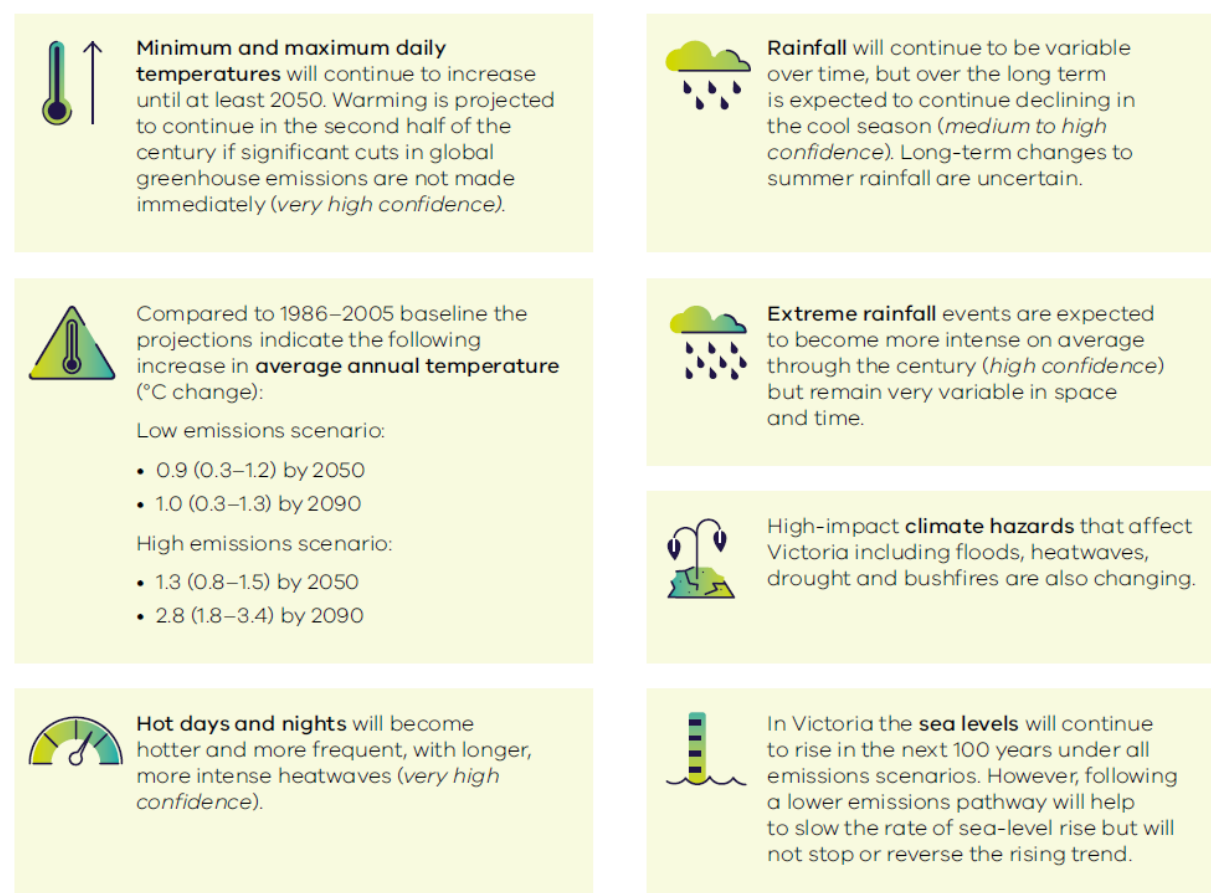 Minimum and maximum daily
temperatures will continue to increase
until at least 2050. Warming is projected
to continue in the second half of the
century if significant cuts in global
greenhouse emissions are not made
immediately (very high confidence).
Compared to 1986–2005 baseline the
projections indicate the following
increase in average annual temperature
(°C change):
Low emissions scenario:
• 0.9 (0.3–1.2) by 2050
• 1.0 (0.3–1.3) by 2090
High emissions scenario:
• 1.3 (0.8–1.5) by 2050
• 2.8 (1.8–3.4) by 2090
Hot days and nights will become
hotter and more frequent, with longer,
more intense heatwaves (very high
confidence).
Rainfall will continue to be variable
over time, but over the long term
is expected to continue declining in
the cool season (medium to high
confidence). Long-term changes to
summer rainfall are uncertain.
Extreme rainfall events are expected
to become more intense on average
through the century (high confidence)
but remain very variable in space
and time.
High-impact climate hazards that affect
Victoria including floods, heatwaves,
drought and bushfires are also changing.
In Victoria the sea levels will continue
to rise in the next 100 years under all
emissions scenarios. However, following
a lower emissions pathway will help
to slow the rate of sea-level rise but will
not stop or reverse the rising trend.